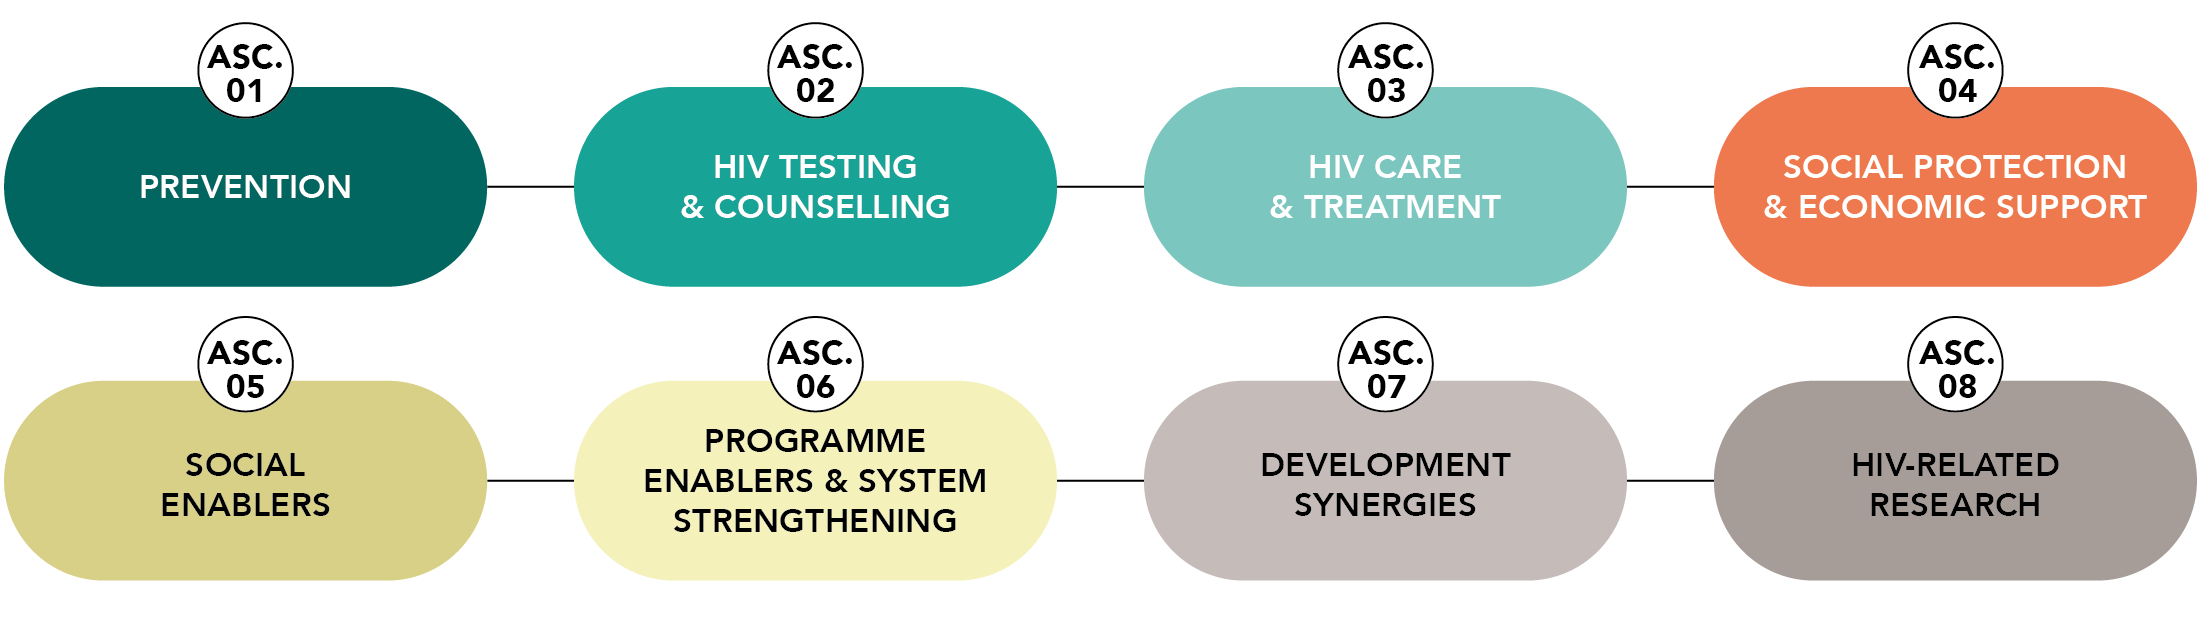 ASC.
01
PREVENTION
ASC.
02
HIV TESTING
& COUNSELLING
ASC.
03
HIV CARE
& TREATMENT
ASC.
04
SOCIAL PROTECTION
& ECONOMIC SUPPORT
ASC.
05
SOCIAL
ENABLERS
ASC.
06
PROGRAMME
ENABLERS & SYSTEM
STRENGTHENING
ASC.
07
DEVELOPMENT
SYNERGIES
ASC.
08
HIV-RELATED
RESEARCH